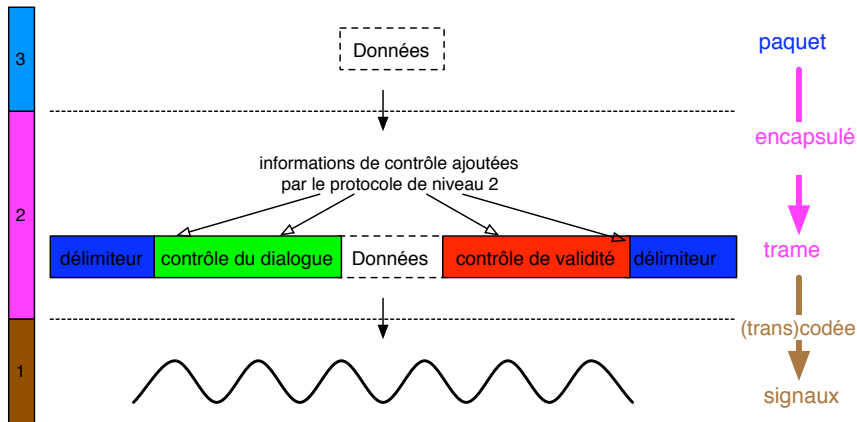 3
Données
paquet
encapsulé
informations de contrôle ajoutées
par le protocole de niveau 2
2
délimiteur
contrôle du dialogue
Données
contrôle de validité
délimiteur
trame
(trans)codée
1
signaux